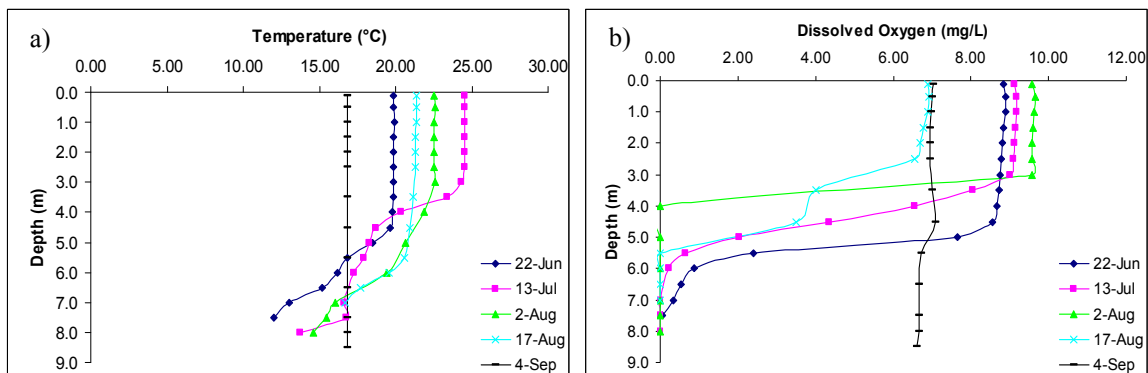 a)
Temperature (°C)
0.00 5.00 10.00 15.00 20.00 25.00 30.00
0.0
1.0
2.0
3.0
4.0
5.0
6.0
7.0
8.0
9.0
Depth (m)
22-Jun
13-Jul
2-Aug
17-Aug
4-Sep
b)
Dissolved Oxygen (mg/L)
0.00 2.00 4.00 6.00 8.00 10.00 12.00
0.0
1.0
2.0
3.0
4.0
5.0
6.0
7.0
8.0
9.0
Depth (m)
22-Jun
13-Jul
2-Aug
17-Aug
4-Sep